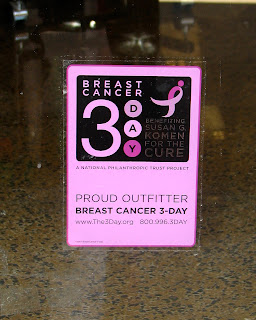 BREAST
CANCER
3
DAY
BENEFITING
SUSAN G.
KOMEN
FOR THE
CURE
A NATIONAL PHILANTHROPIC TRUST PROJECT
PROUD OUTFITTER
BREAST CANCER 3-DAY
www.The3Day.org 800.996.3DAY